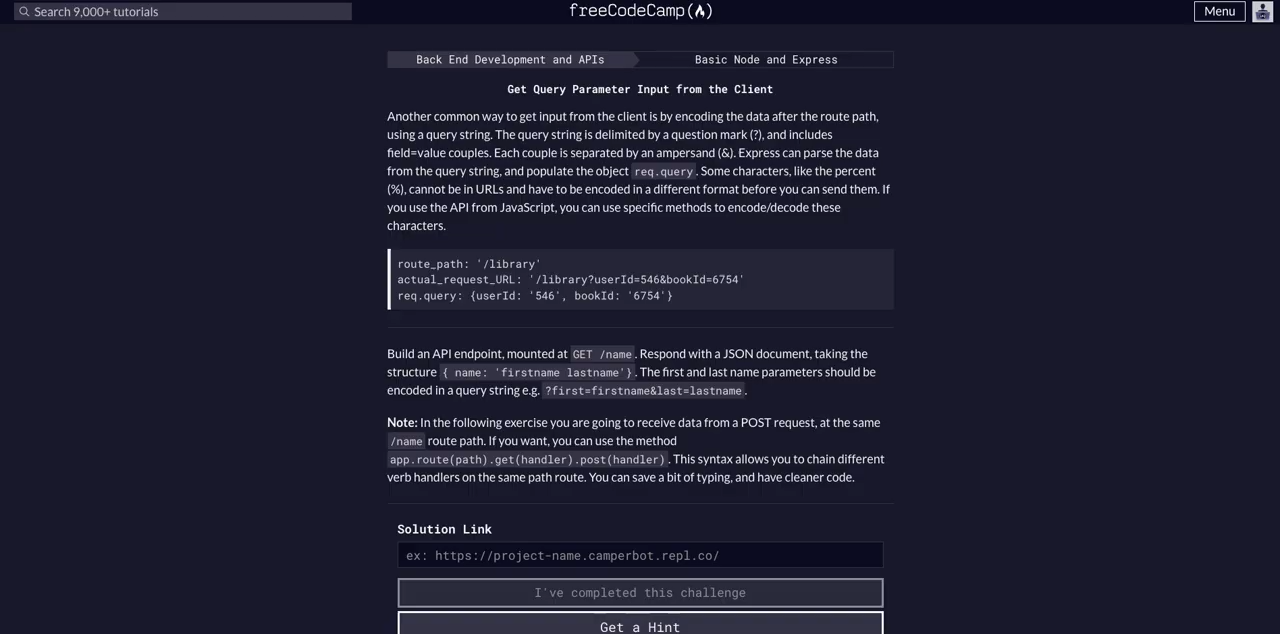 Search 9,000+ tutorials
freeCodeCamp
Menu
Back End Development and APIs
Basic Node and Express
Get Query Parameter Input from the Client
Another common way to get input from the client is by encoding the data after the route path,
using a query string. The query string is delimited by a question mark (?), and includes
field=value couples. Each couple is separated by an ampersand (&). Express can parse the data
from the query string, and populate the object req.query. Some characters, like the percent
(%), cannot be in URLs and have to be encoded in a different format before you can send them. If
you use the API from JavaScript, you can use specific methods to encode/decode these
characters.
route_path: '/library'
actual_request_URL: '/library?userId=546&bookId=6754'
req.query: {userId: '546', bookId: '6754'}
Build an API endpoint, mounted at GET /name. Respond with a JSON document, taking the
structure { name: 'firstname lastname'}. The first and last name parameters should be
encoded in a query string e.g. ?first=firstname&last=lastname.
Note: In the following exercise you are going to receive data from a POST request, at the same
/name route path. If you want, you can use the method
app.route(path).get(handler).post(handler). This syntax allows you to chain different
verb handlers on the same path route. You can save a bit of typing, and have cleaner code.
Solution Link
ex: https://project-name.camperbot.repl.co/
I've completed this challenge
Get a Hint